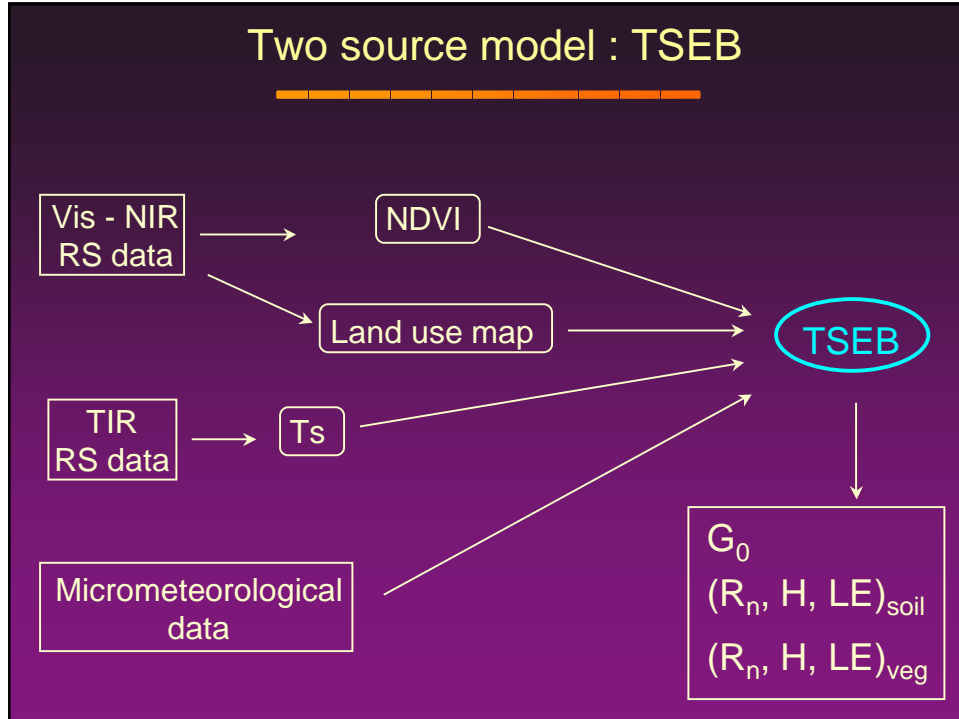 Two source model : TSEB
Vis - NIR
RS data
NDVI
Land use map
TSEB
TIR
RS data
Ts
Micrometeorological
data
G₀
(Rₙ, H, LE)soil
(Rₙ, H, LE)veg